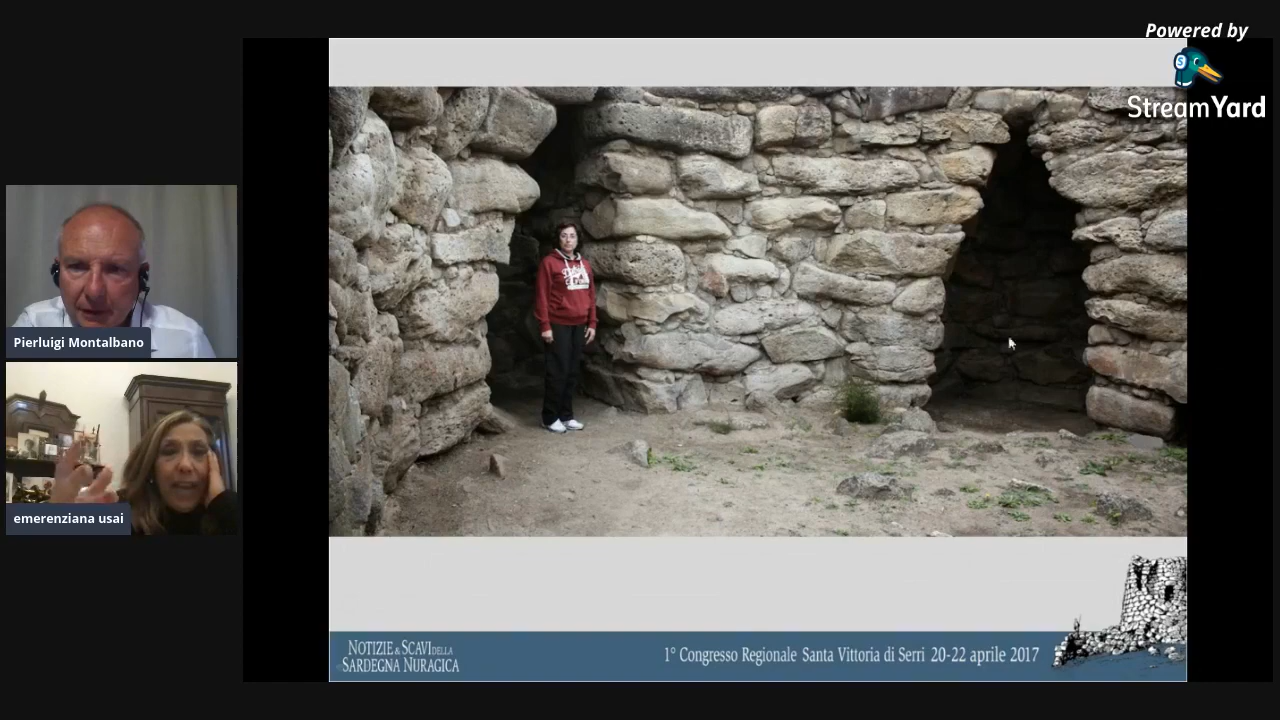 Powered by
StreamYard
Pierluigi Montalbano
emerenziana usai
NOTIZIE & SCAVI DELLA
SARDEGNA NURAGICA
1° Congresso Regionale Santa Vittoria di Serri 20-22 aprile 2017